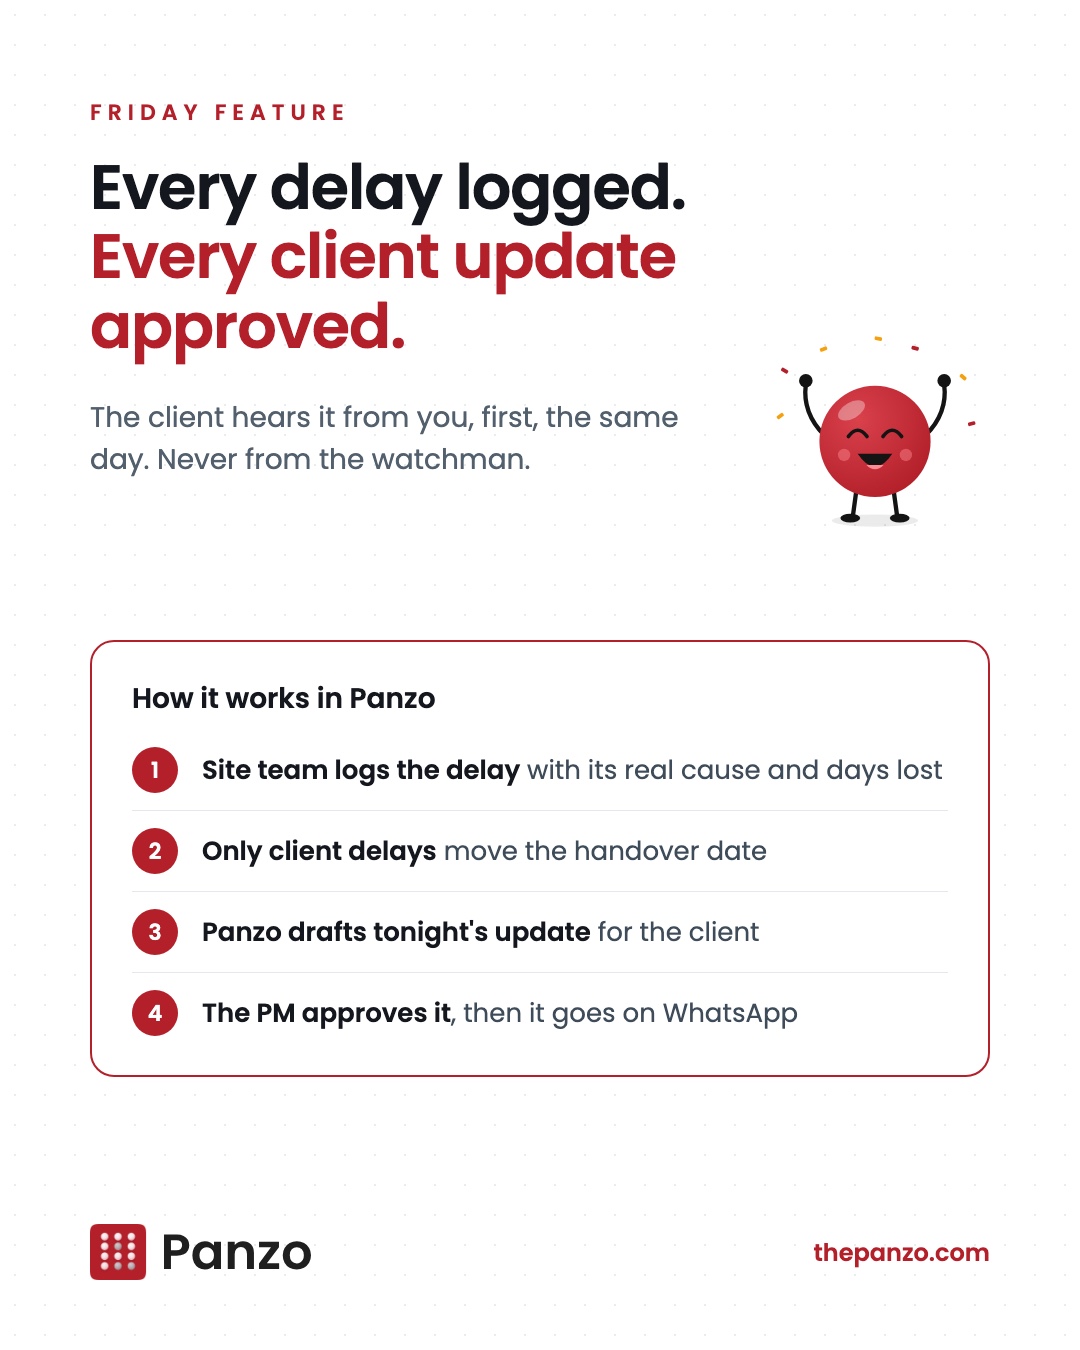 FRIDAY FEATURE
Every delay logged.
Every client update
approved.
The client hears it from you, first, the same
day. Never from the watchman.
How it works in Panzo
1 Site team logs the delay with its real cause and days lost
2 Only client delays move the handover date
3 Panzo drafts tonight's update for the client
4 The PM approves it, then it goes on WhatsApp
Panzo
thepanzo.com